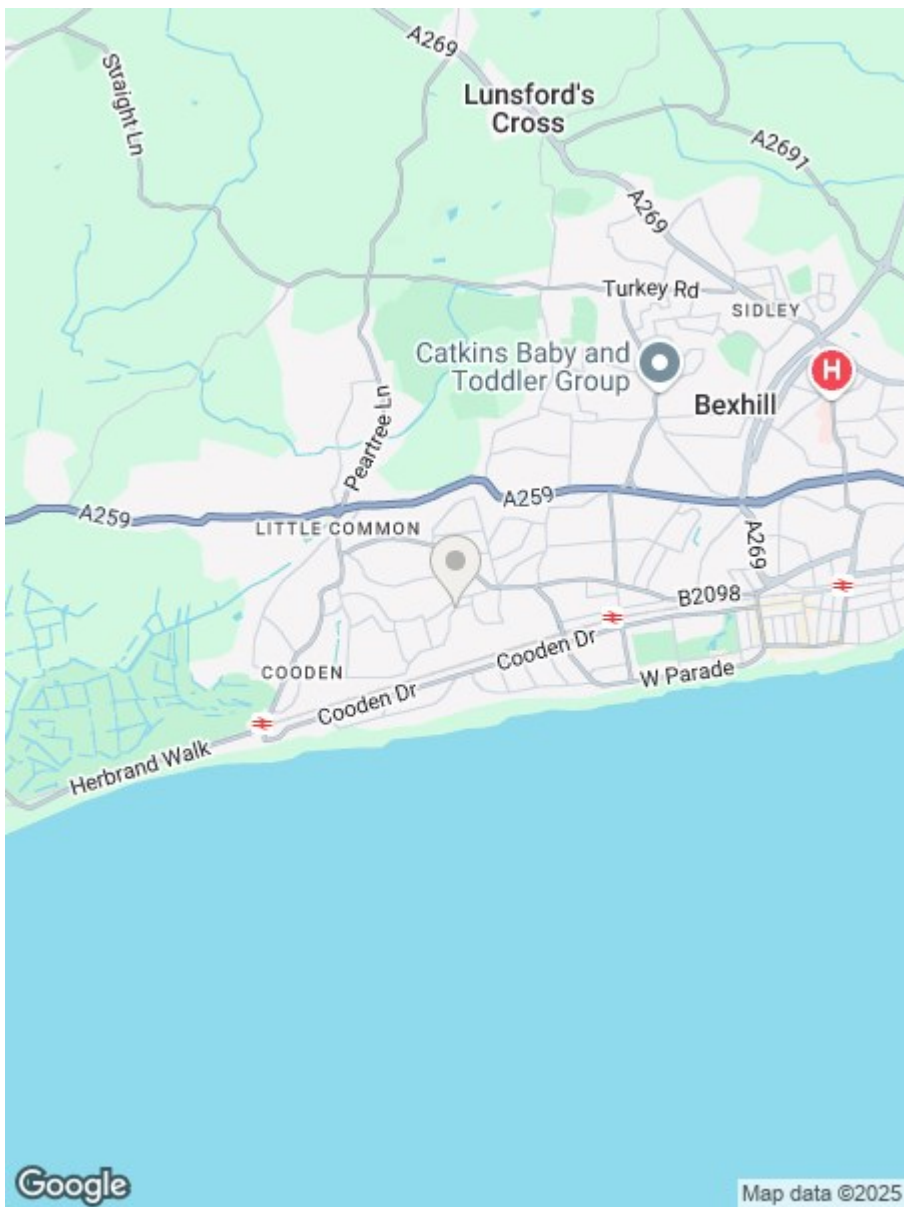 A269
Straight Ln
Lunsford's
Cross
A2691
A269
Turkey Rd
SIDLEY
Catkins Baby and
Toddler Group
H
Bexhill
Peartree Ln
A259
A259
LITTLE COMMON
A269
B2098
Cooden Dr
COODEN
W Parade
Cooden Dr
Herbrand Walk
Google
Map data ©2025